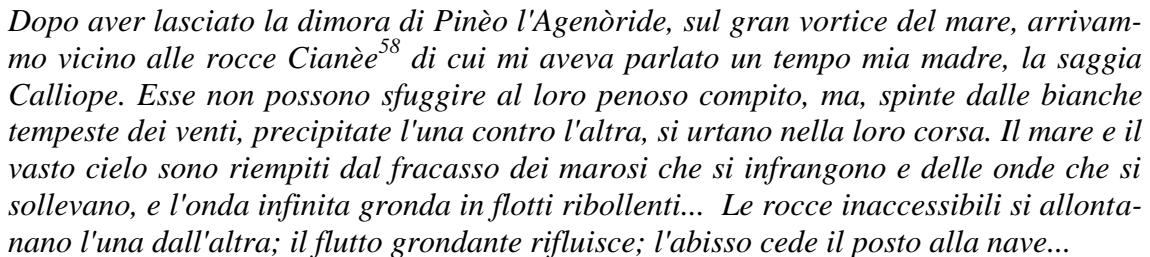 Dopo aver lasciato la dimora di Pinèo l'Agenòride, sul gran vortice del mare, arrivam-
mo vicino alle rocce Cianèe58 di cui mi aveva parlato un tempo mia madre, la saggia
Calliope. Esse non possono sfuggire al loro penoso compito, ma, spinte dalle bianche
tempeste dei venti, precipitate l'una contro l'altra, si urtano nella loro corsa. Il mare e il
vasto cielo sono riempiti dal fracasso dei marosi che si infrangono e delle onde che si
sollevano, e l'onda infinita gronda in flotti ribollenti... Le rocce inaccessibili si allonta-
nano l'una dall'altra; il flutto grondante rifluisce; l'abisso cede il posto alla nave...